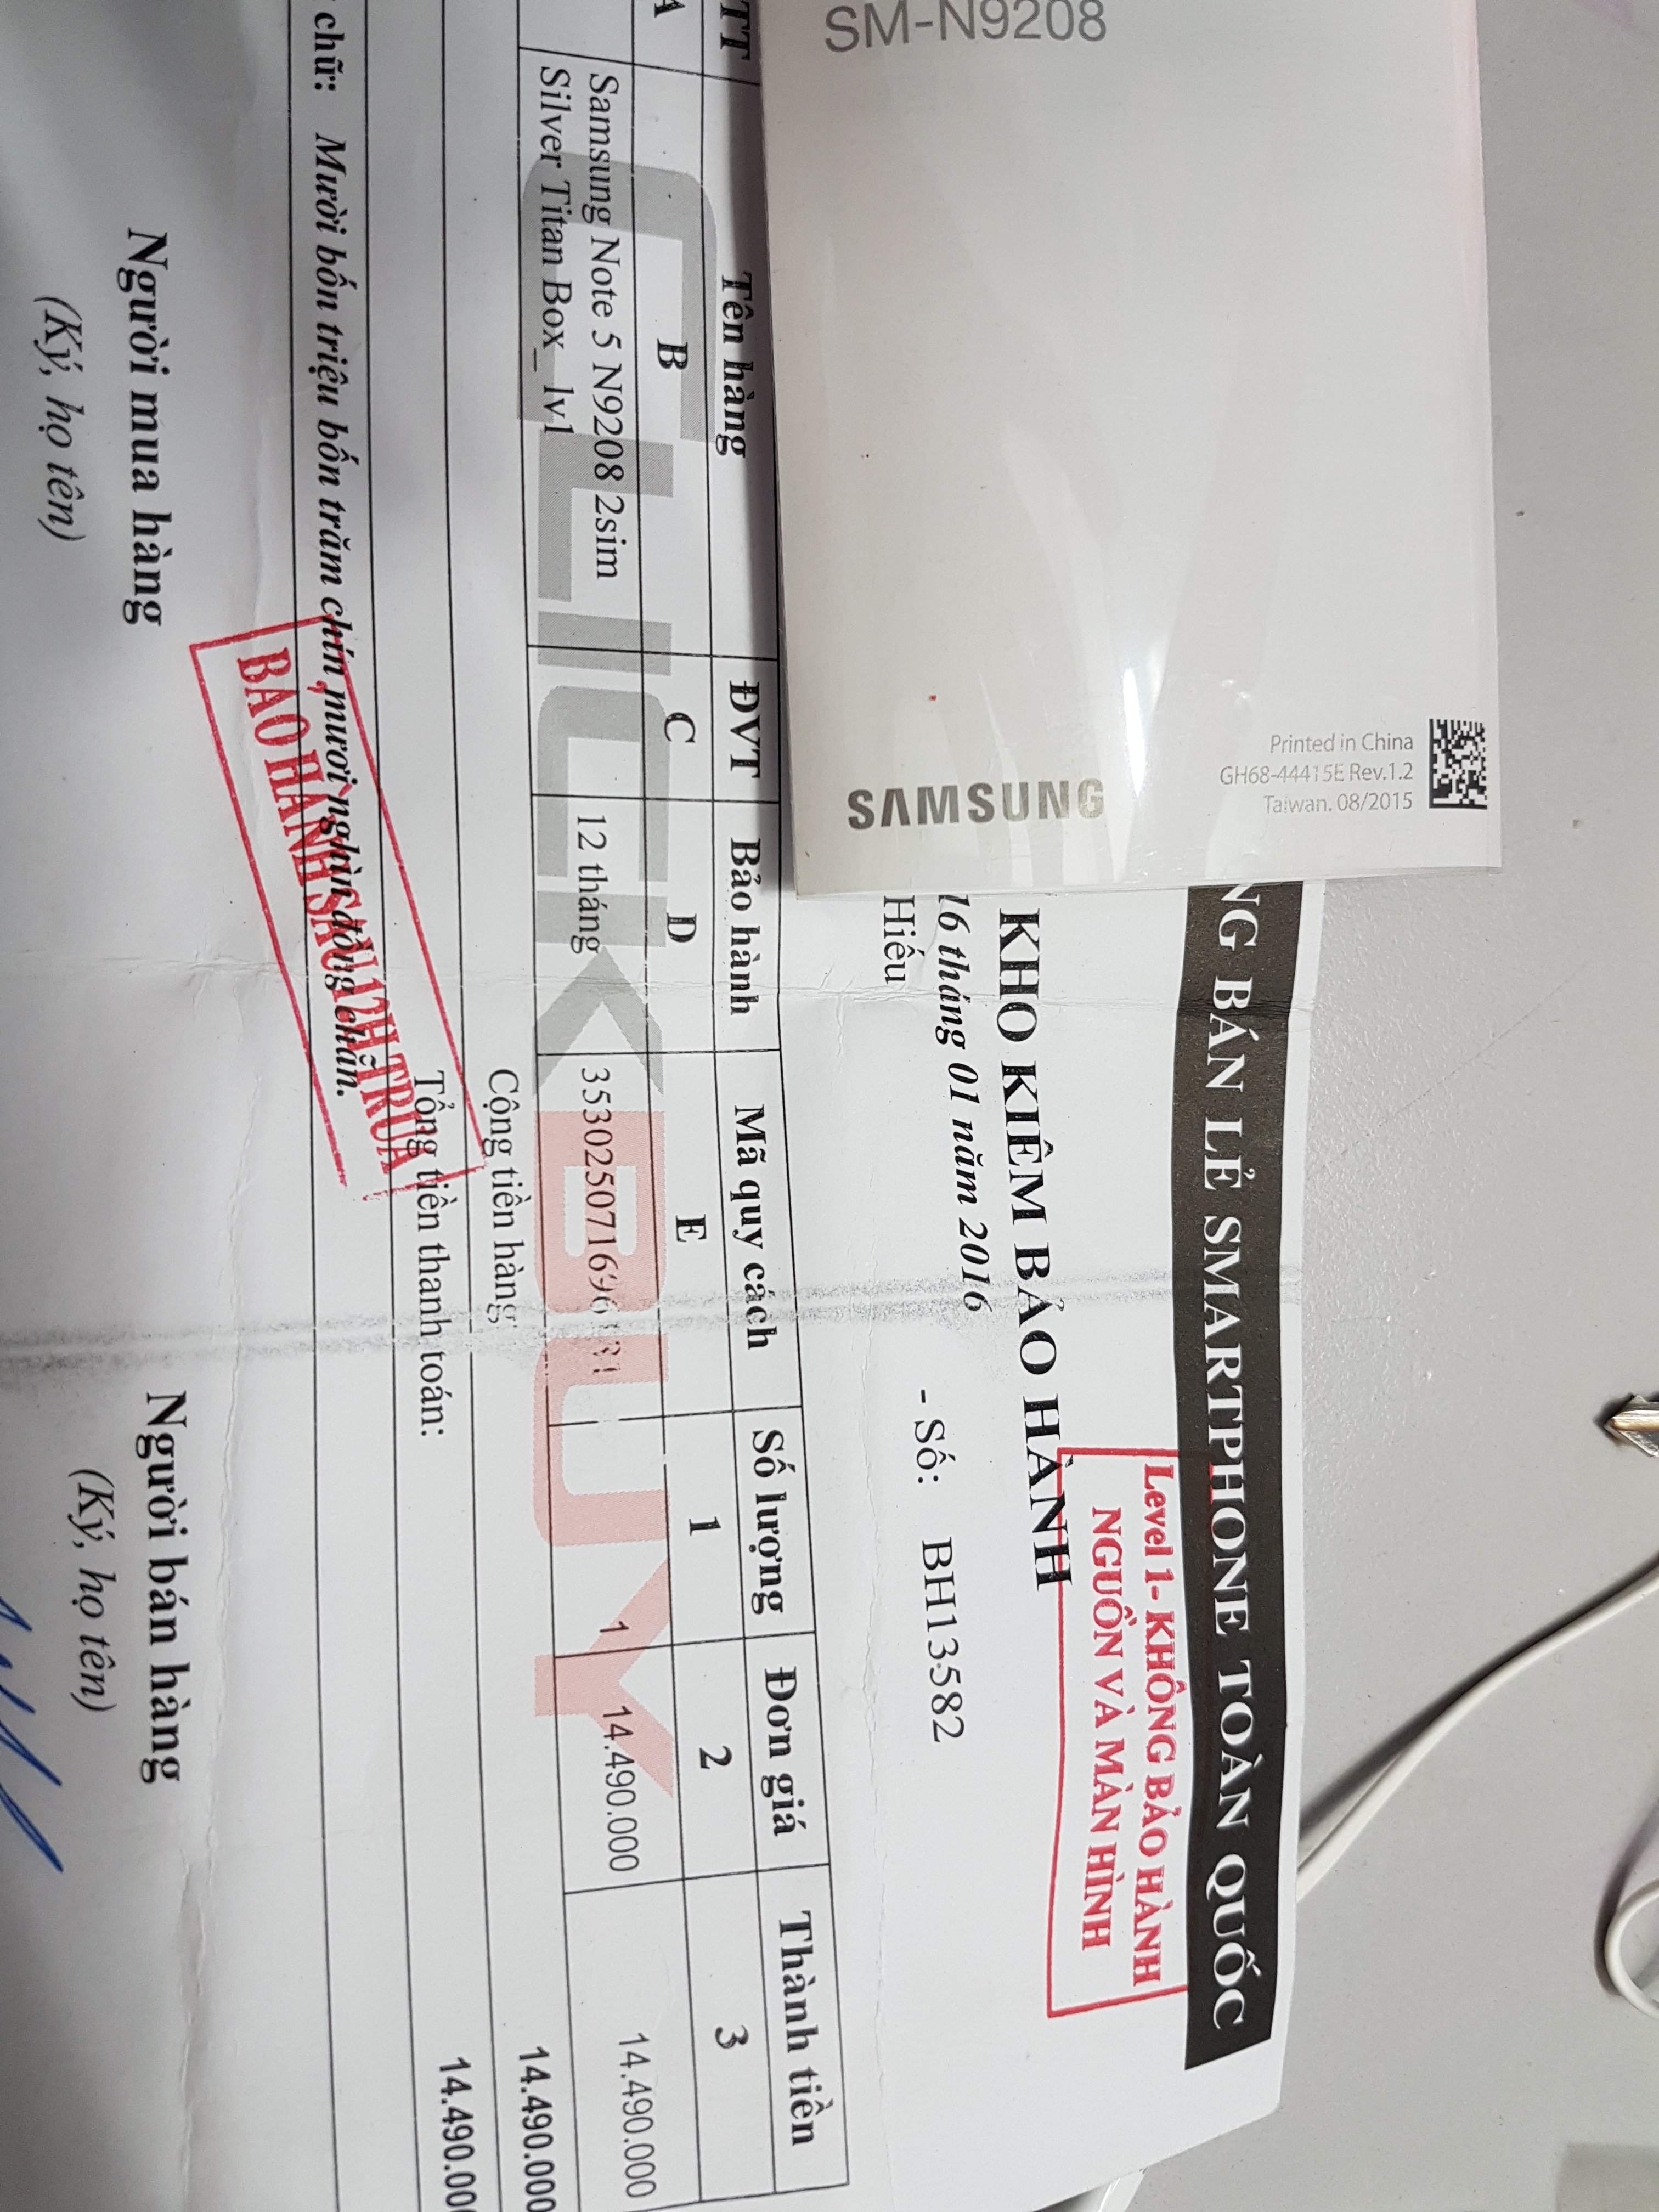 SM-N9208
Printed in China
GH68-44415E Rev.1.2
Taiwan. 08/2015
SAMSUNG
NG BÁN LẺ SMARTPHONE TOÀN QUỐC
Level 1- KHÔNG BẢO HÀNH
NGUỒN VÀ MÀN HÌNH
KHO KIÊM BẢO HÀNH
16 tháng 01 năm 2016
- Số: BH13582
Hiếu
TT Tên hàng ĐVT Bảo hành Mã quy cách Số lượng Đơn giá Thành tiền
A B C D E 1 2 3
Samsung Note 5 N9208 2sim
Silver Titan Box_ lv1
12 tháng 1 14.490.000 14.490.000
CLICKBUY
Cộng tiền hàng: 14.490.000
Tổng tiền thanh toán: 14.490.00
chữ: Mười bốn triệu bốn trăm chín mươi nghìn đồng chẵn.
BẢO HÀNH SAU 12H TRƯA
Người mua hàng Người bán hàng
(Ký, họ tên) (Ký, họ tên)